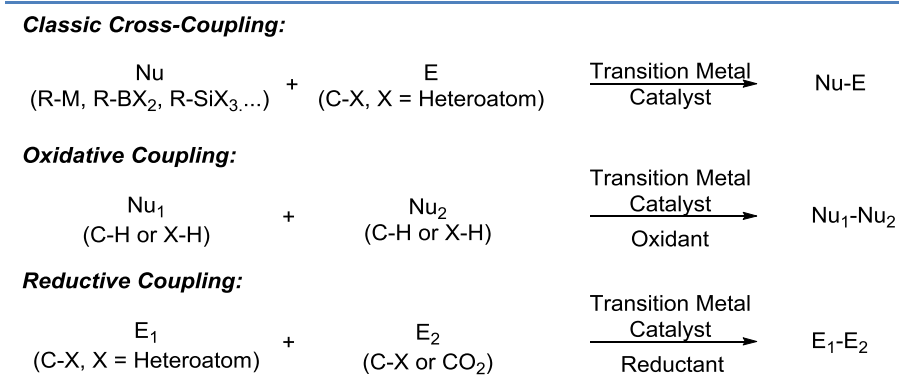 Classic Cross-Coupling:
Nu + E Transition Metal Catalyst Nu-E
(R-M, R-BX₂, R-SiX₃....) (C-X, X = Heteroatom)
Oxidative Coupling:
Nu₁ + Nu₂ Transition Metal Catalyst Oxidant Nu₁-Nu₂
(C-H or X-H) (C-H or X-H)
Reductive Coupling:
E₁ + E₂ Transition Metal Catalyst Reductant E₁-E₂
(C-X, X = Heteroatom) (C-X or CO₂)